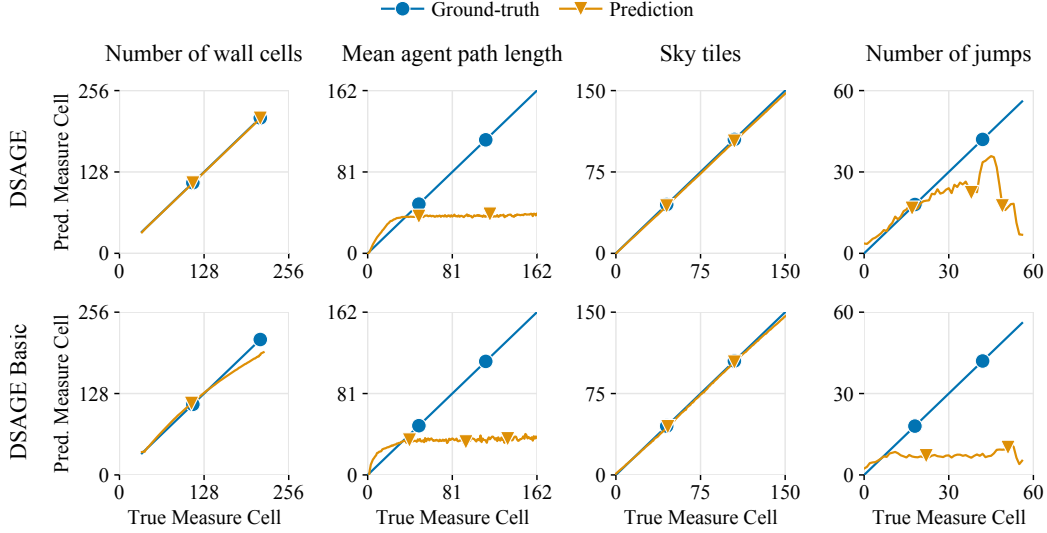 Ground-truth Prediction
Number of wall cells Mean agent path length Sky tiles Number of jumps
DSAGE
Pred. Measure Cell
256
128
0
0 128 256
162
81
0
0 81 162
150
75
0
0 75 150
60
30
0
0 30 60
DSAGE Basic
Pred. Measure Cell
256
128
0
0 128 256
162
81
0
0 81 162
150
75
0
0 75 150
60
30
0
0 30 60
True Measure Cell True Measure Cell True Measure Cell True Measure Cell